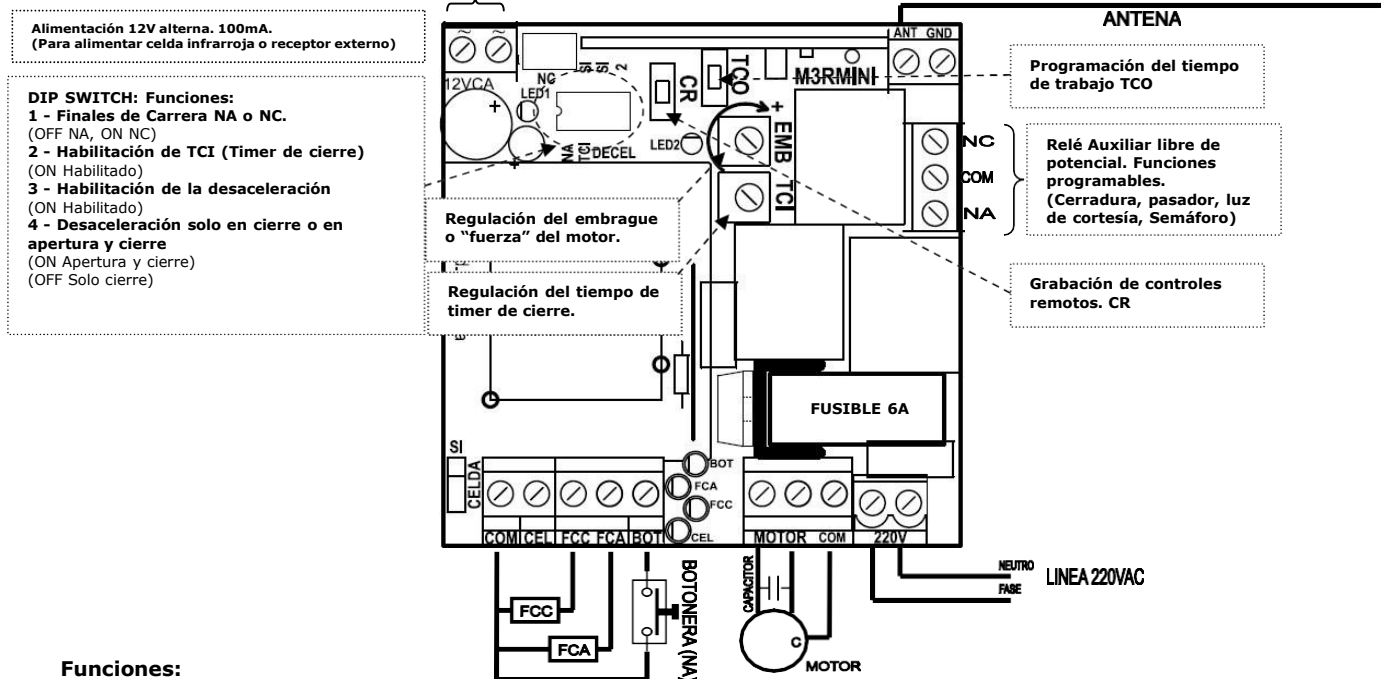 Alimentación 12V alterna. 100mA.
(Para alimentar celda infrarroja o receptor externo)
DIP SWITCH: Funciones:
1 - Finales de Carrera NA o NC.
(OFF NA, ON NC)
2 - Habilitación de TCI (Timer de cierre)
(ON Habilitado)
3 - Habilitación de la desaceleración
(ON Habilitado)
4 - Desaceleración solo en cierre o en
apertura y cierre
(ON Apertura y cierre)
(OFF Solo cierre)
~ ~
12VCA
+
NC
SI
SI
2
LED1
NA
TCI
DECEL
+
CR
TCO
LED2
M3RMINI
+
EMB
TCI
ANTENA
ANT GND
NC
COM
NA
Programación del tiempo
de trabajo TCO
Relé Auxiliar libre de
potencial. Funciones
programables.
(Cerradura, pasador, luz
de cortesía, Semáforo)
Grabación de controles
remotos. CR
Regulación del embrague
o “fuerza” del motor.
Regulación del tiempo de
timer de cierre.
FUSIBLE 6A
SI
CELDA
BOT
FCA
FCC
CEL
COM CEL FCC FCA BOT
MOTOR COM 220V
NEUTRO
FASE
LINEA 220VAC
FCC
FCA
BOTONERA (NA)
CAPACITOR
C
MOTOR
Funciones: